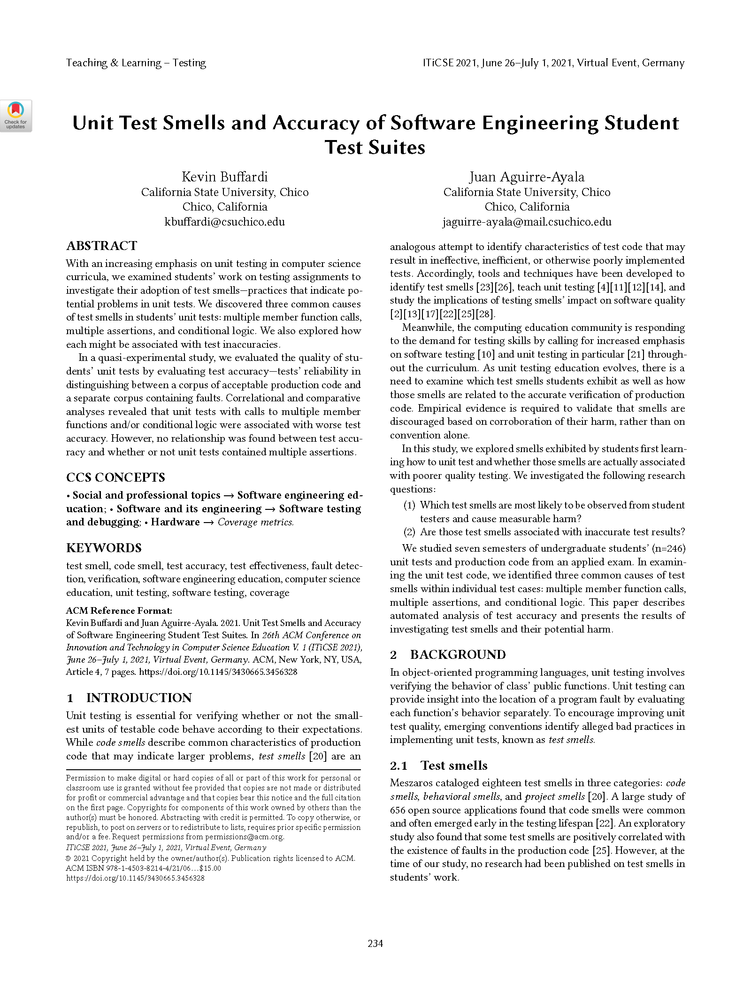 Teaching & Learning – Testing
ITiCSE 2021, June 26–July 1, 2021, Virtual Event, Germany
Check for
updates
Unit Test Smells and Accuracy of Software Engineering Student
Test Suites
Kevin Buffardi
California State University, Chico
Chico, California
kbuffardi@csuchico.edu
Juan Aguirre-Ayala
California State University, Chico
Chico, California
jaguirre-ayala@mail.csuchico.edu
ABSTRACT
With an increasing emphasis on unit testing in computer science
curricula, we examined students’ work on testing assignments to
investigate their adoption of test smells—practices that indicate po-
tential problems in unit tests. We discovered three common causes
of test smells in students’ unit tests: multiple member function calls,
multiple assertions, and conditional logic. We also explored how
each might be associated with test inaccuracies.
In a quasi-experimental study, we evaluated the quality of stu-
dents’ unit tests by evaluating test accuracy—tests’ reliability in
distinguishing between a corpus of acceptable production code and
a separate corpus containing faults. Correlational and comparative
analyses revealed that unit tests with calls to multiple member
functions and/or conditional logic were associated with worse test
accuracy. However, no relationship was found between test accu-
racy and whether or not unit tests contained multiple assertions.
CCS CONCEPTS
• Social and professional topics → Software engineering ed-
ucation; • Software and its engineering → Software testing
and debugging; • Hardware → Coverage metrics.
KEYWORDS
test smell, code smell, test accuracy, test effectiveness, fault detec-
tion, verification, software engineering education, computer science
education, unit testing, software testing, coverage
ACM Reference Format:
Kevin Buffardi and Juan Aguirre-Ayala. 2021. Unit Test Smells and Accuracy
of Software Engineering Student Test Suites. In 26th ACM Conference on
Innovation and Technology in Computer Science Education V. 1 (ITiCSE 2021),
June 26–July 1, 2021, Virtual Event, Germany. ACM, New York, NY, USA,
Article 4, 7 pages. https://doi.org/10.1145/3430665.3456328
1 INTRODUCTION
Unit testing is essential for verifying whether or not the small-
est units of testable code behave according to their expectations.
While code smells describe common characteristics of production
code that may indicate larger problems, test smells [20] are an
Permission to make digital or hard copies of all or part of this work for personal or
classroom use is granted without fee provided that copies are not made or distributed
for profit or commercial advantage and that copies bear this notice and the full citation
on the first page. Copyrights for components of this work owned by others than the
author(s) must be honored. Abstracting with credit is permitted. To copy otherwise, or
republish, to post on servers or to redistribute to lists, requires prior specific permission
and/or a fee. Request permissions from permissions@acm.org.
ITiCSE 2021, June 26–July 1, 2021, Virtual Event, Germany
© 2021 Copyright held by the owner/author(s). Publication rights licensed to ACM.
ACM ISBN 978-1-4503-8214-4/21/06…$15.00
https://doi.org/10.1145/3430665.3456328
analogous attempt to identify characteristics of test code that may
result in ineffective, inefficient, or otherwise poorly implemented
tests. Accordingly, tools and techniques have been developed to
identify test smells [23][26], teach unit testing [4][11][12][14], and
study the implications of testing smells’ impact on software quality
[2][13][17][22][25][28].
Meanwhile, the computing education community is responding
to the demand for testing skills by calling for increased emphasis
on software testing [10] and unit testing in particular [21] through-
out the curriculum. As unit testing education evolves, there is a
need to examine which test smells students exhibit as well as how
those smells are related to the accurate verification of production
code. Empirical evidence is required to validate that smells are
discouraged based on corroboration of their harm, rather than on
convention alone.
In this study, we explored smells exhibited by students first learn-
ing how to unit test and whether those smells are actually associated
with poorer quality testing. We investigated the following research
questions:
(1) Which test smells are most likely to be observed from student
testers and cause measurable harm?
(2) Are those test smells associated with inaccurate test results?
We studied seven semesters of undergraduate students’ (n=246)
unit tests and production code from an applied exam. In examin-
ing the unit test code, we identified three common causes of test
smells within individual test cases: multiple member function calls,
multiple assertions, and conditional logic. This paper describes
automated analysis of test accuracy and presents the results of
investigating test smells and their potential harm.
2 BACKGROUND
In object-oriented programming languages, unit testing involves
verifying the behavior of class’ public functions. Unit testing can
provide insight into the location of a program fault by evaluating
each function’s behavior separately. To encourage improving unit
test quality, emerging conventions identify alleged bad practices in
implementing unit tests, known as test smells.
2.1 Test smells
Meszaros cataloged eighteen test smells in three categories: code
smells, behavioral smells, and project smells [20]. A large study of
656 open source applications found that code smells were common
and often emerged early in the testing lifespan [22]. An exploratory
study also found that some test smells are positively correlated with
the existence of faults in the production code [25]. However, at the
time of our study, no research had been published on test smells in
students’ work.
234